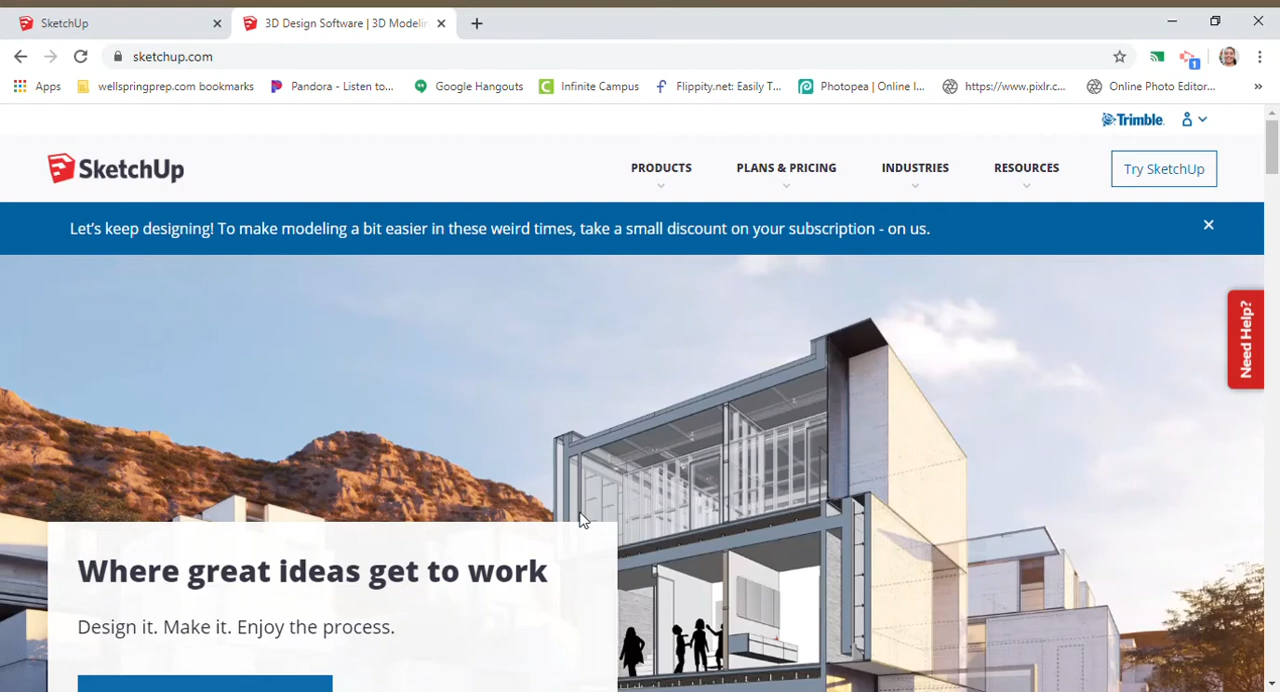 SketchUp
3D Design Software | 3D Modelin
sketchup.com
1
Apps
wellspringprep.com bookmarks
Pandora - Listen to...
Google Hangouts
Infinite Campus
Flippity.net: Easily T...
Photopea | Online I...
https://www.pixlr.c...
Online Photo Editor...
»
Trimble.
SketchUp
PRODUCTS
PLANS & PRICING
INDUSTRIES
RESOURCES
Try SketchUp
Let's keep designing! To make modeling a bit easier in these weird times, take a small discount on your subscription - on us.
Need Help?
Where great ideas get to work
Design it. Make it. Enjoy the process.